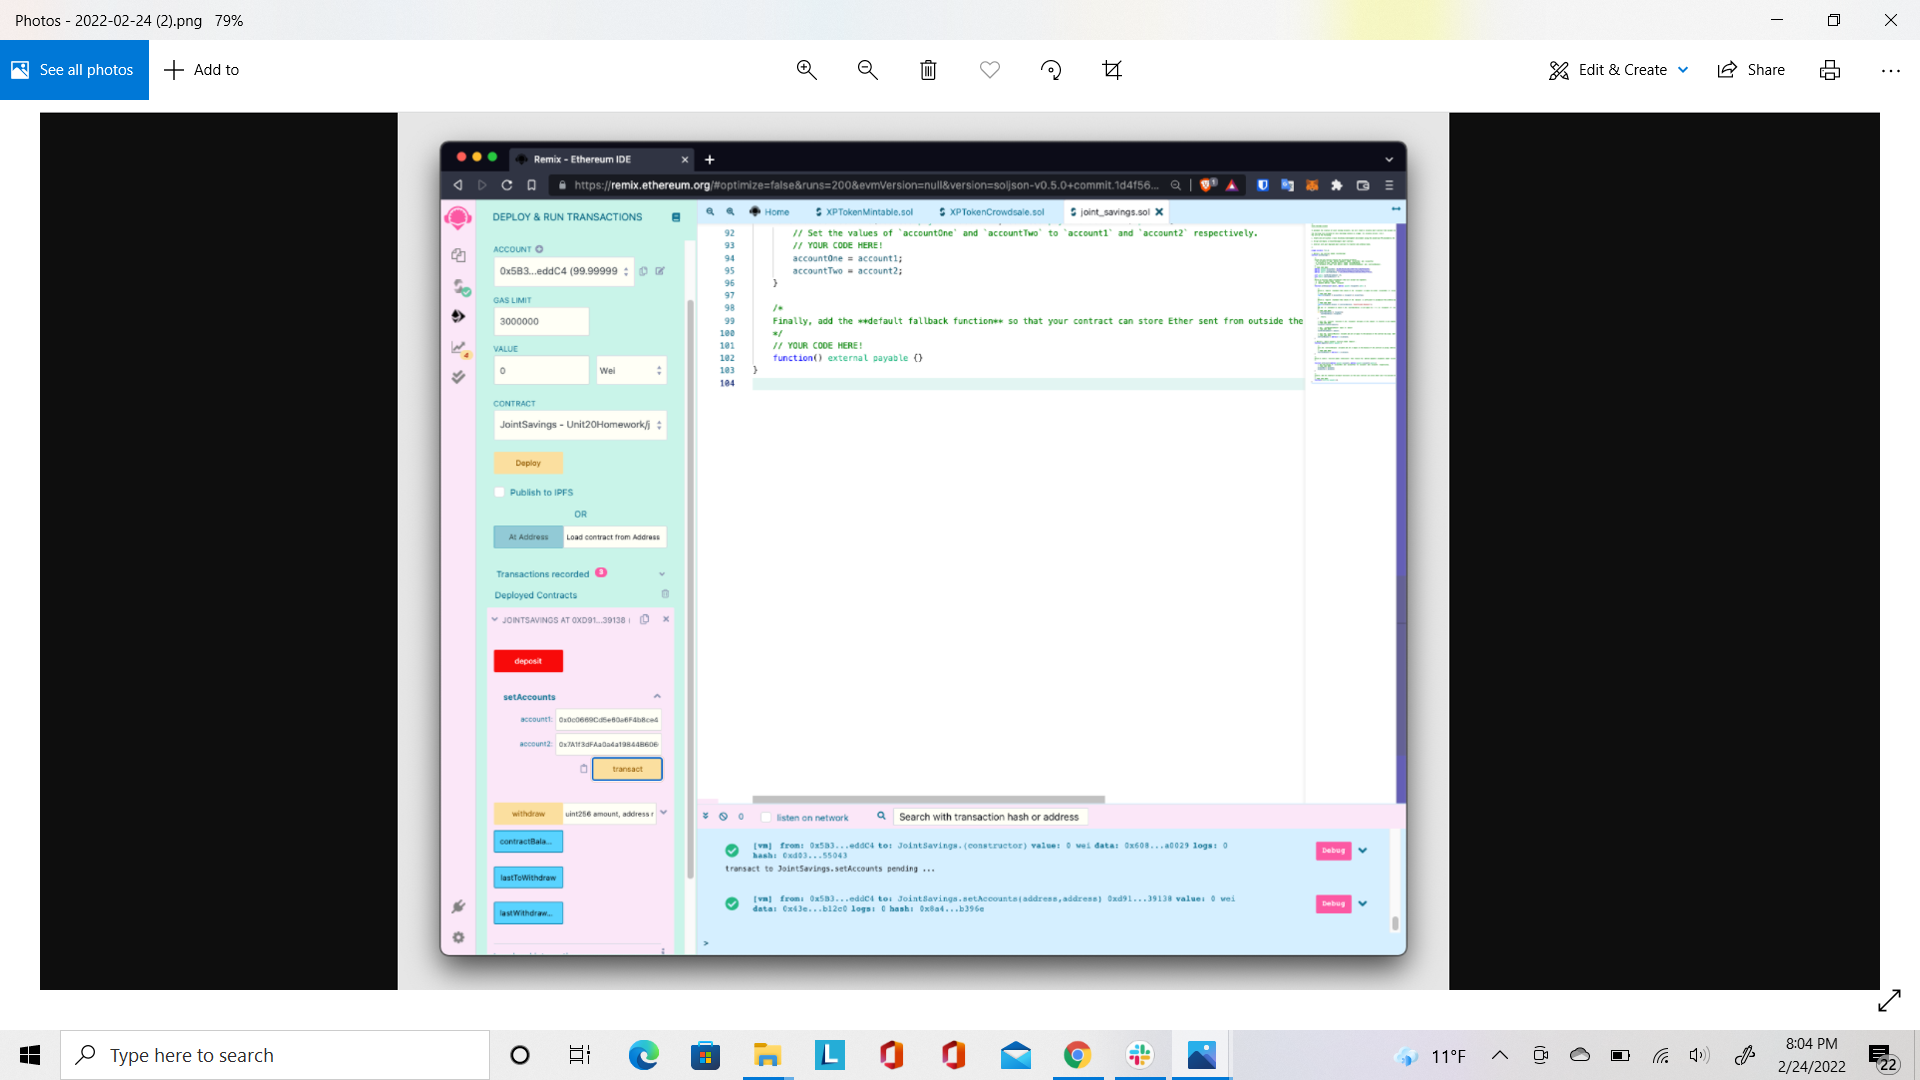 Photos - 2022-02-24 (2).png 79%
See all photos
Add to
Edit & Create
Share
Remix - Ethereum IDE
https://remix.ethereum.org/#optimize=false&runs=200&evmVersion=null&version=soljson-v0.5.0+commit.1d4f56...
DEPLOY & RUN TRANSACTIONS
Home
XPTokenMintable.sol
XPTokenCrowdsale.sol
joint_savings.sol
ACCOUNT
0x5B3...eddC4 (99.99999
GAS LIMIT
3000000
VALUE
0
Wei
CONTRACT
JointSavings - Unit20Homework/j
Deploy
Publish to IPFS
OR
At Address
Load contract from Address
Transactions recorded
Deployed Contracts
JOINTSAVINGS AT 0XD91...39138
deposit
setAccounts
account1:
account2:
transact
withdraw
uint256 amount, address r
contractBala...
lastToWithdraw
lastWithdraw...
92 // Set the values of `accountOne` and `accountTwo` to `account1` and `account2` respectively.
93 // YOUR CODE HERE!
94 accountOne = account1;
95 accountTwo = account2;
96 }
97
98 /*
99 Finally, add the **default fallback function** so that your contract can store Ether sent from outside the
100 */
101 // YOUR CODE HERE!
102 function() external payable {}
103 }
104
0
listen on network
Search with transaction hash or address
[vm] from: 0x5B3...eddC4 to: JointSavings.(constructor) value: 0 wei data: 0x608...a0029 logs: 0
hash: 0xd03...55043
Debug
transact to JointSavings.setAccounts pending ...
[vm] from: 0x5B3...eddC4 to: JointSavings.setAccounts(address,address) 0xd91...39138 value: 0 wei
data: 0x43e...b12c0 logs: 0 hash: 0x8a4...b396e
Debug
>
Type here to search
11°F
8:04 PM
2/24/2022
22